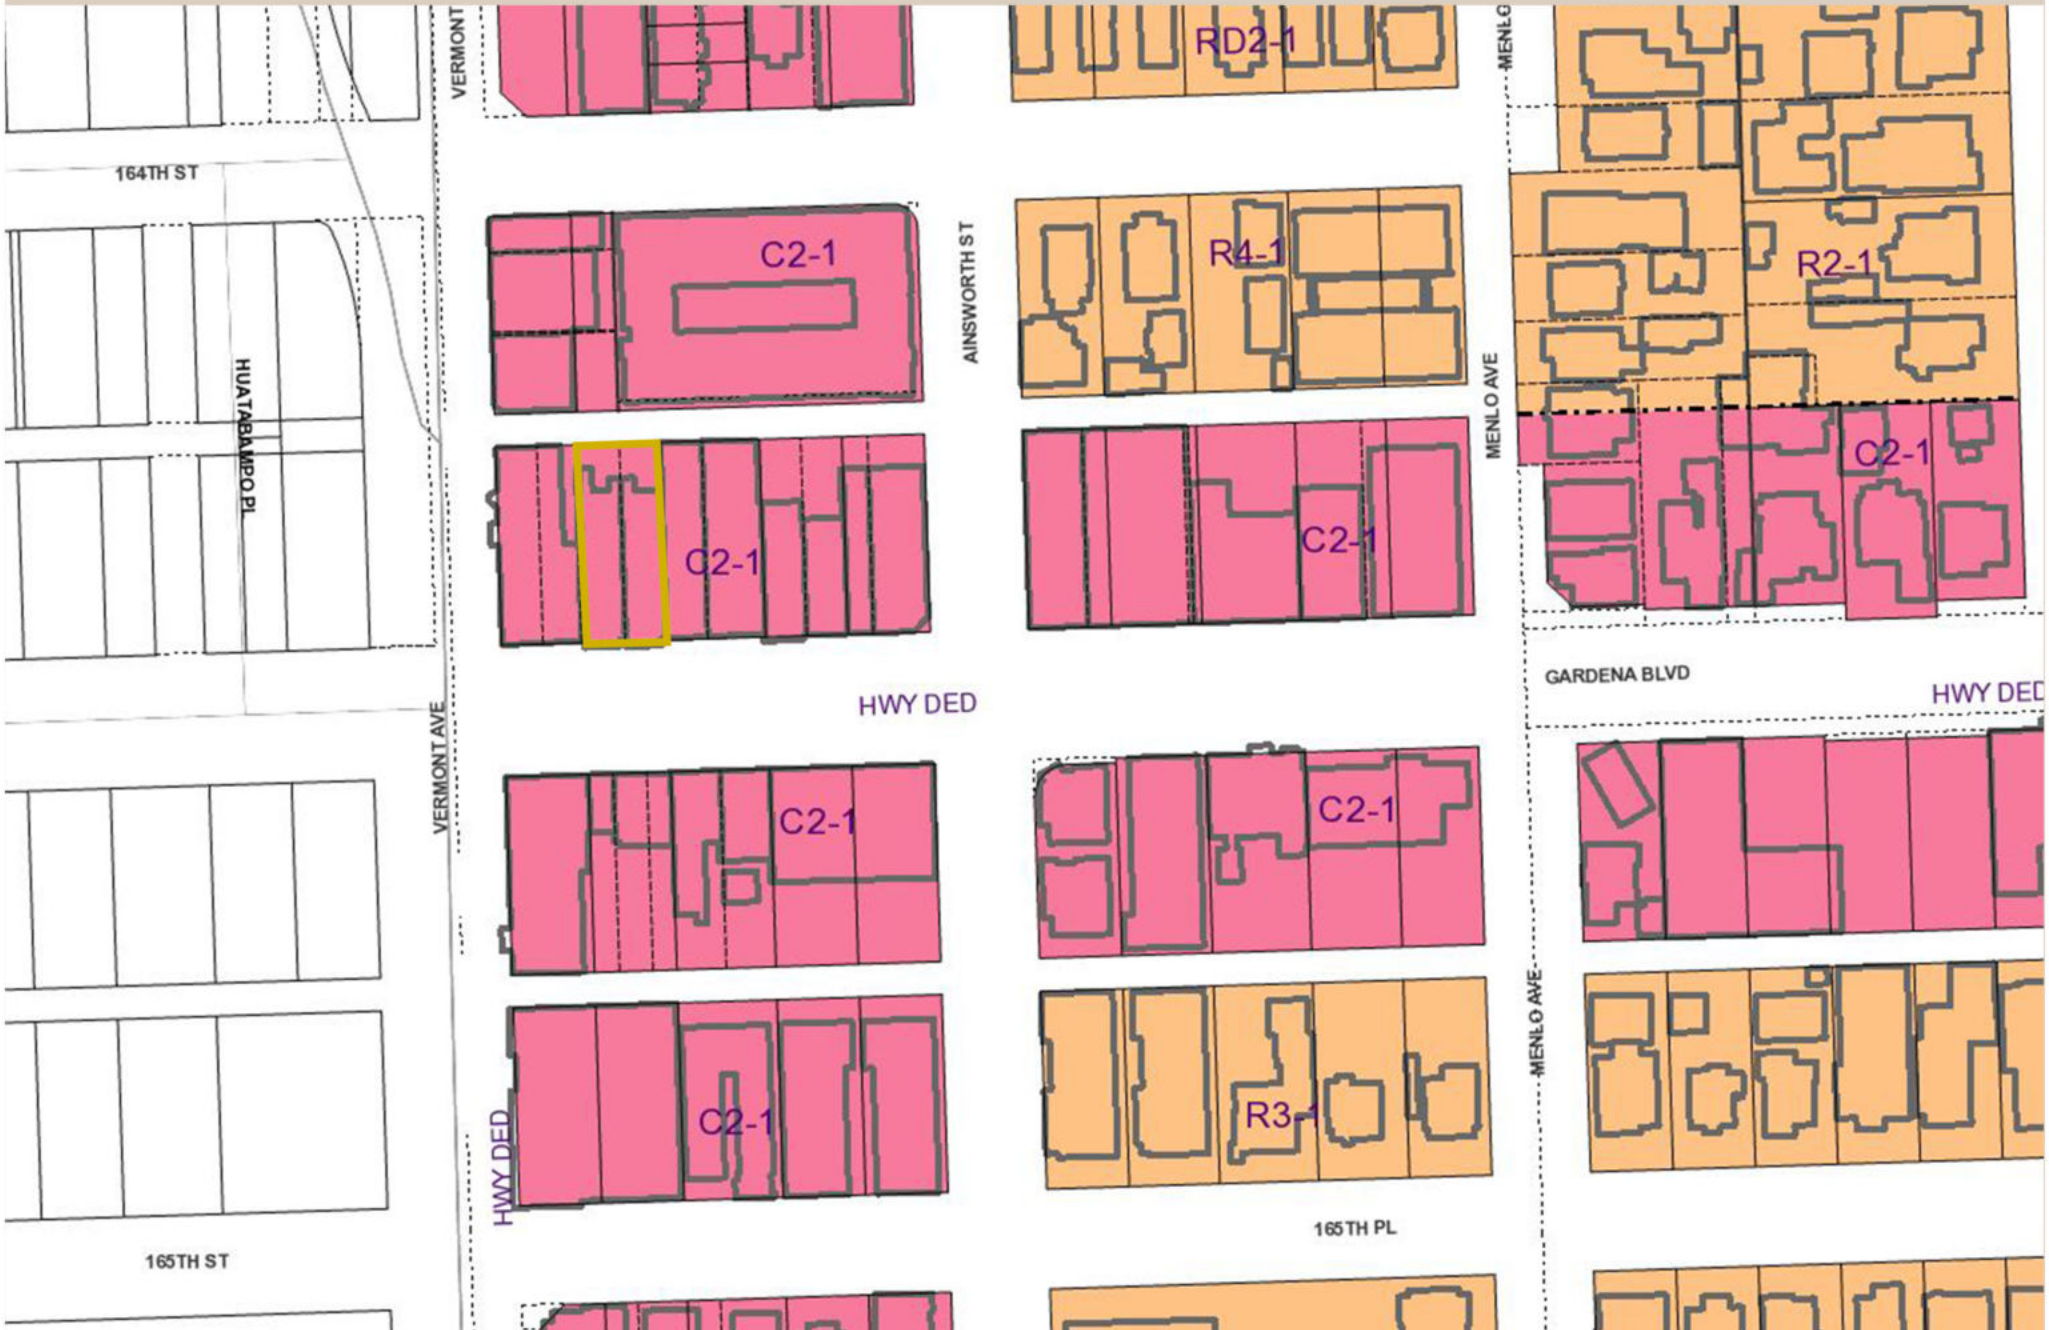 VERMONT
RD2-1
MENLO
164TH ST
C2-1
AINSWORTH ST
R4-1
R2-1
HUATABAMPO PL
MENLO AVE
C2-1
C2-1
C2-1
GARDENA BLVD
HWY DED
HWY DED
VERMONT AVE
C2-1
C2-1
MENLO AVE
HWY DED
C2-1
R3-1
165TH PL
165TH ST